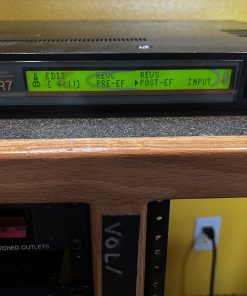 EDIT REVC REVS
[ 4 11] PRE-EF ▶POST-EF INPUT
R7
VOL/
CHED OUTLETS